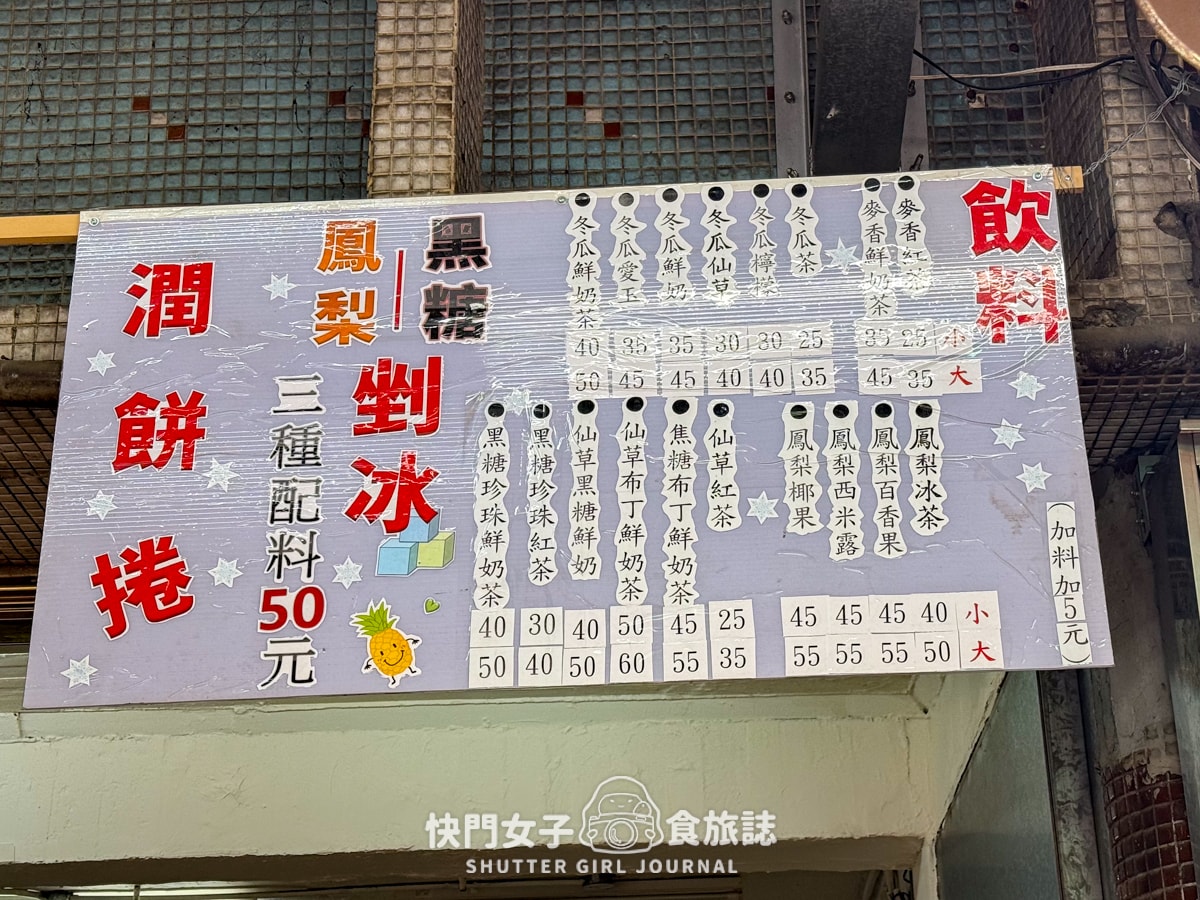 飲料
小
大
麥香紅茶
25
35
麥香鮮奶茶
35
45
冬瓜茶
25
35
冬瓜檸檬
30
40
冬瓜仙草
30
40
冬瓜鮮奶
35
45
冬瓜愛玉
35
45
冬瓜鮮奶茶
40
50
(加料加5元)
小
大
鳳梨冰茶
40
50
鳳梨百香果
45
55
鳳梨西米露
45
55
鳳梨椰果
45
55
仙草紅茶
25
35
焦糖布丁鮮奶茶
45
55
仙草布丁鮮奶茶
50
60
仙草黑糖鮮奶
40
50
黑糖珍珠紅茶
30
40
黑糖珍珠鮮奶茶
40
50
黑糖
鳳梨
剉冰
三種配料50元
潤餅捲
快門女子食旅誌
SHUTTER GIRL JOURNAL